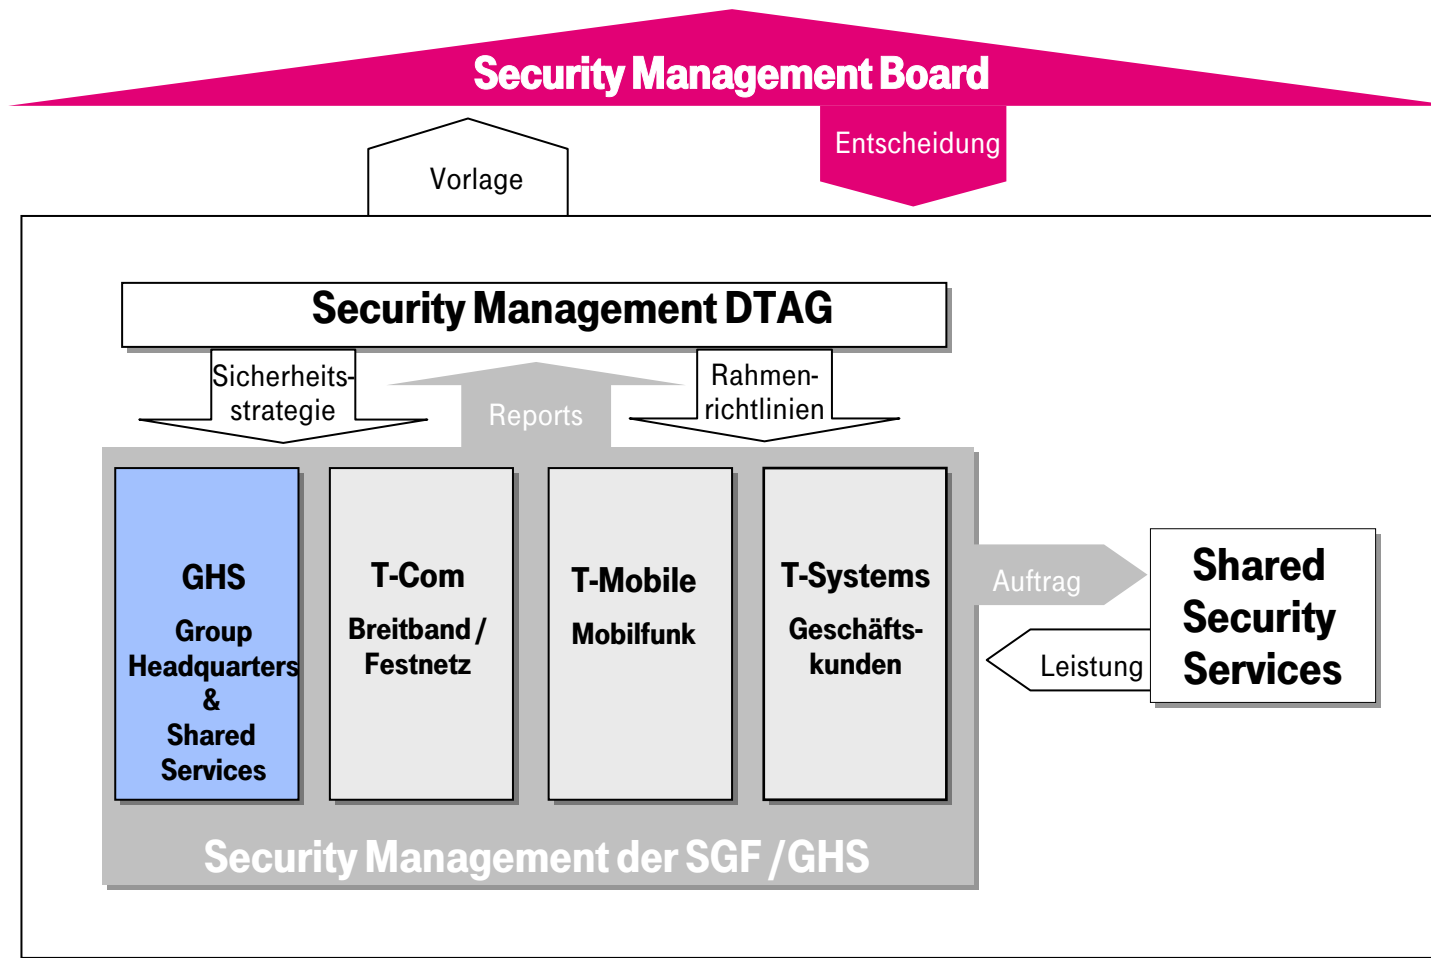 Security Management Board
Entscheidung
Vorlage
Security Management DTAG
Sicherheits-
strategie
Reports
Rahmen-
richtlinien
GHS
Group
Headquarters
&
Shared
Services
T-Com
Breitband /
Festnetz
T-Mobile
Mobilfunk
T-Systems
Geschäfts-
kunden
Auftrag
Leistung
Shared
Security
Services
Security Management der SGF / GHS